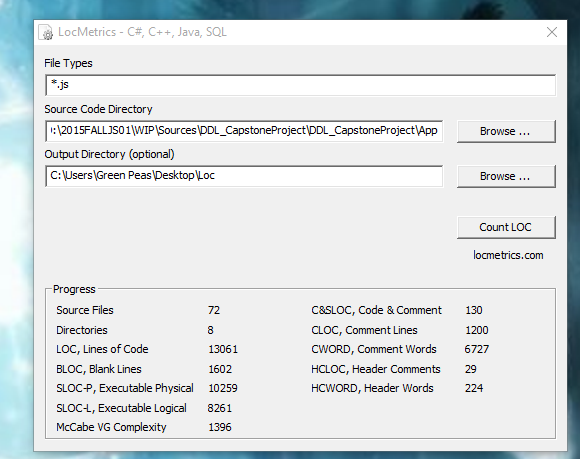 LocMetrics - C#, C++, Java, SQL
File Types
*.js
Source Code Directory
:\2015FALLJS01\WIP\Sources\DDL_CapstoneProject\DDL_CapstoneProject\App
Browse ...
Output Directory (optional)
C:\Users\Green Peas\Desktop\Loc
Browse ...
Count LOC
locmetrics.com
Progress
Source Files 72 C&SLOC, Code & Comment 130
Directories 8 CLOC, Comment Lines 1200
LOC, Lines of Code 13061 CWORD, Comment Words 6727
BLOC, Blank Lines 1602 HCLOC, Header Comments 29
SLOC-P, Executable Physical 10259 HCWORD, Header Words 224
SLOC-L, Executable Logical 8261
McCabe VG Complexity 1396